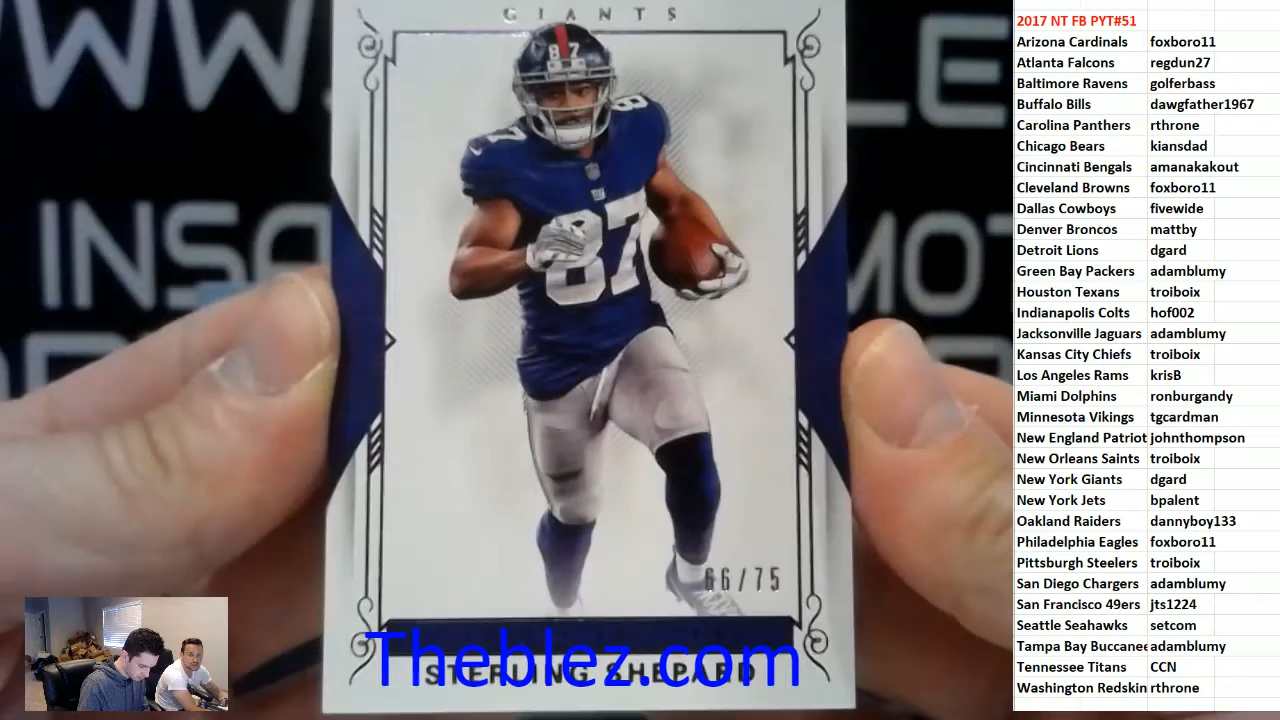 WWW.
LE
INSA
MOT
GIANTS
87
87
87
66/75
STERLING SHEPARD
Theblez.com
2017 NT FB PYT#51
Arizona Cardinals foxboro11
Atlanta Falcons regdun27
Baltimore Ravens golferbass
Buffalo Bills dawgfather1967
Carolina Panthers rthrone
Chicago Bears kiansdad
Cincinnati Bengals amanakakout
Cleveland Browns foxboro11
Dallas Cowboys fivewide
Denver Broncos mattby
Detroit Lions dgard
Green Bay Packers adamblumy
Houston Texans troiboix
Indianapolis Colts hof002
Jacksonville Jaguars adamblumy
Kansas City Chiefs troiboix
Los Angeles Rams krisB
Miami Dolphins ronburgandy
Minnesota Vikings tgcardman
New England Patriot johnthompson
New Orleans Saints troiboix
New York Giants dgard
New York Jets bpalent
Oakland Raiders dannyboy133
Philadelphia Eagles foxboro11
Pittsburgh Steelers troiboix
San Diego Chargers adamblumy
San Francisco 49ers jts1224
Seattle Seahawks setcom
Tampa Bay Buccanee adamblumy
Tennessee Titans CCN
Washington Redskin rthrone